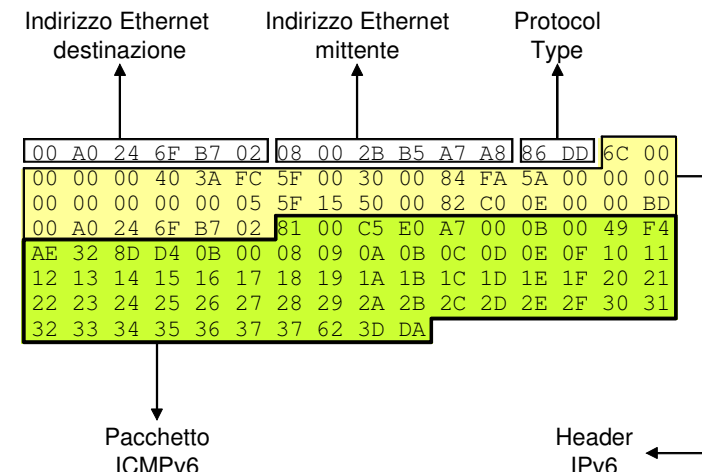 Indirizzo Ethernet destinazione
Indirizzo Ethernet mittente
Protocol Type
00 A0 24 6F B7 02 08 00 2B B5 A7 A8 86 DD 6C 00
00 00 00 40 3A FC 5F 00 30 00 84 FA 5A 00 00 00
00 00 00 00 00 05 5F 15 50 00 82 C0 0E 00 00 BD
00 A0 24 6F B7 02 81 00 C5 E0 A7 00 0B 00 49 F4
AE 32 8D D4 0B 00 08 09 0A 0B 0C 0D 0E 0F 10 11
12 13 14 15 16 17 18 19 1A 1B 1C 1D 1E 1F 20 21
22 23 24 25 26 27 28 29 2A 2B 2C 2D 2E 2F 30 31
32 33 34 35 36 37 37 62 3D DA
Pacchetto ICMPv6
Header IPv6